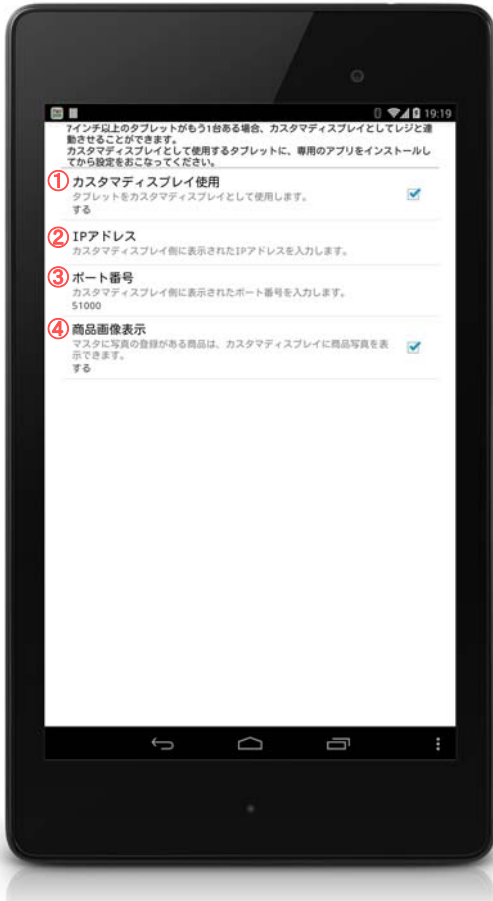 19:19
7インチ以上のタブレットがもう1台ある場合、カスタマディスプレイとしてレジと連
動させることができます。
カスタマディスプレイとして使用するタブレットに、専用のアプリをインストールし
てから設定をおこなってください。
① カスタマディスプレイ使用
タブレットをカスタマディスプレイとして使用します。
する
② IPアドレス
カスタマディスプレイ側に表示されたIPアドレスを入力します。
③ ポート番号
カスタマディスプレイ側に表示されたポート番号を入力します。
51000
④ 商品画像表示
マスタに写真の登録がある商品は、カスタマディスプレイに商品写真を表
示できます。
する